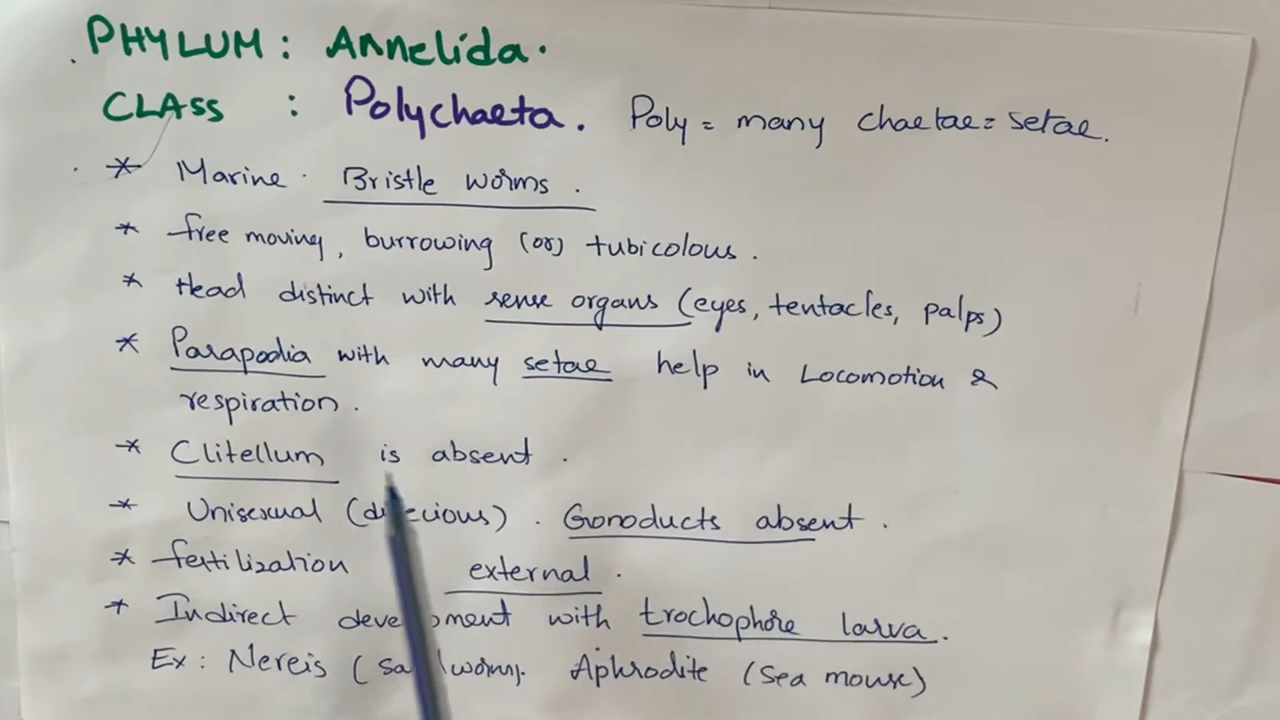 PHYLUM : Annelida.
CLASS : Polychaeta. Poly = many chaetae = setae.
* Marine. Bristle worms.
* free moving, burrowing (or) tubicolous.
* Head distinct with sense organs (eyes, tentacles, palps)
* Parapodia with many setae help in Locomotion &
respiration.
* Clitellum is absent.
* Unisexual . Gonoducts absent.
* fertilization external.
* Indirect with trochophore larva.
Ex : Nereis ( Aphrodite (Sea mouse)